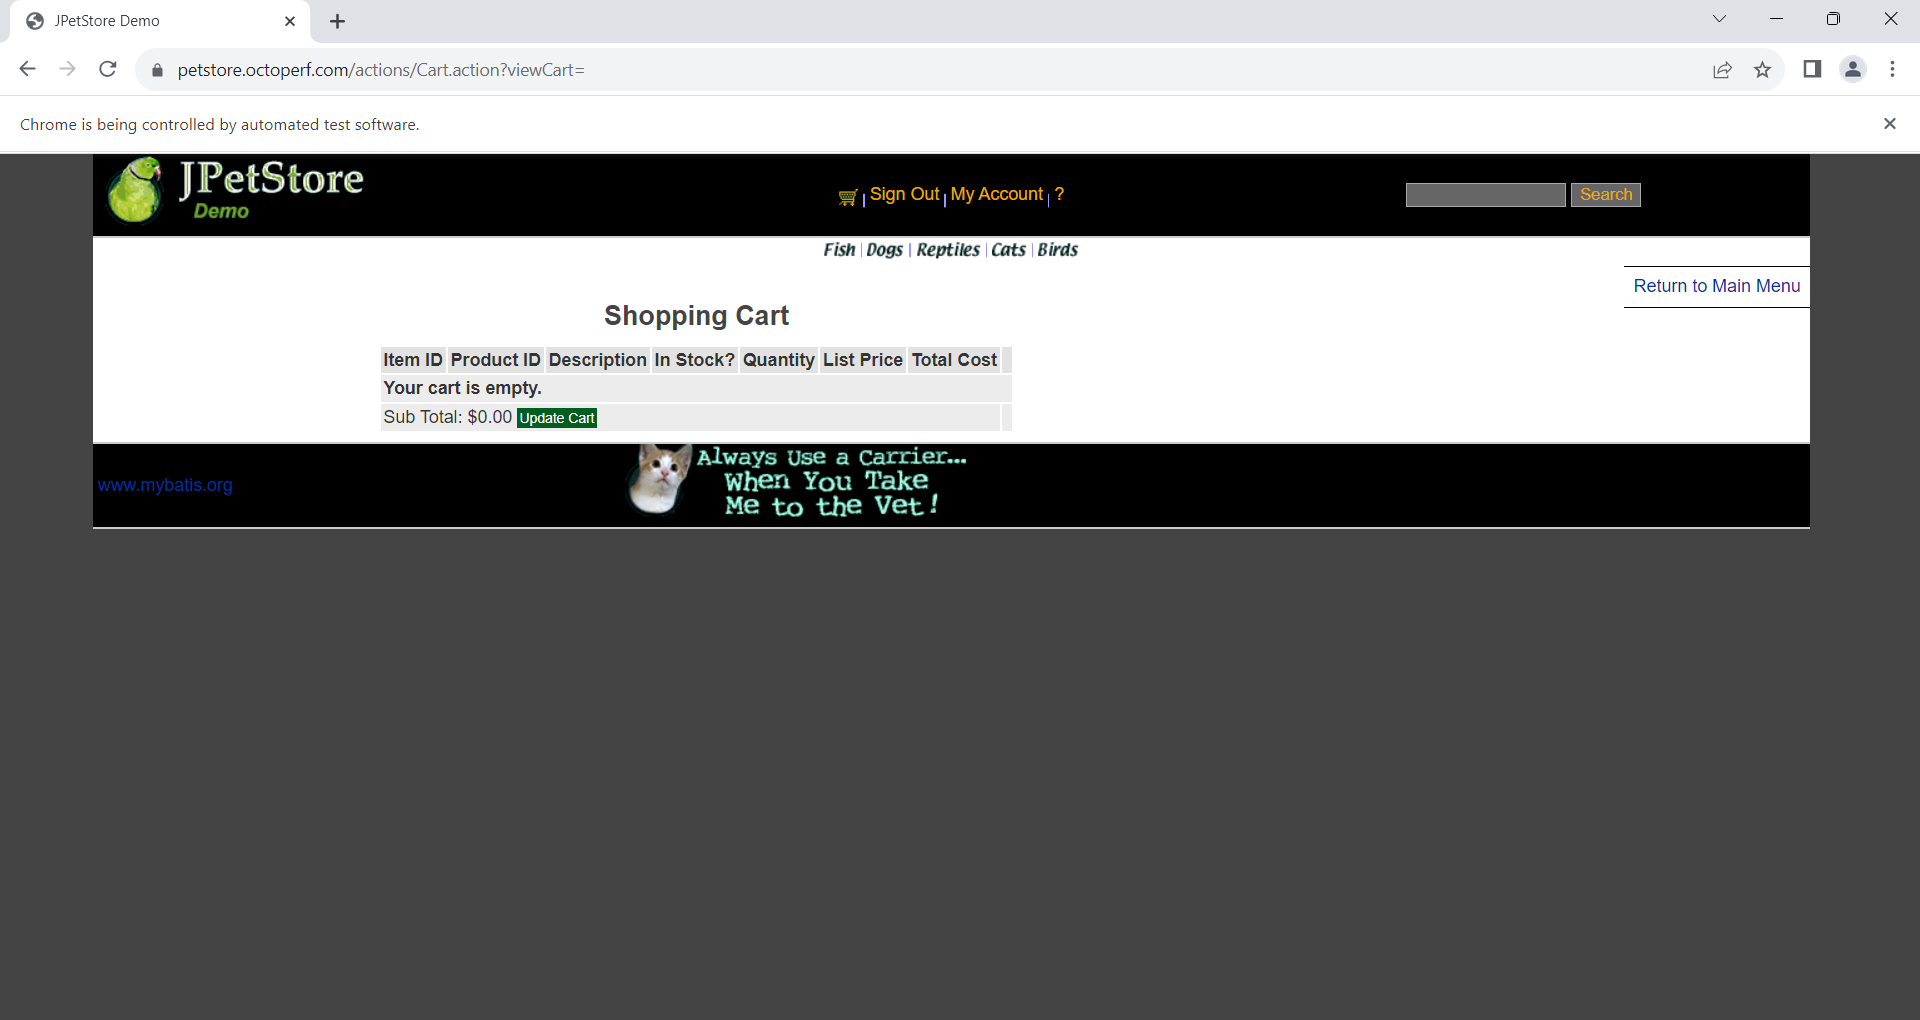 JPetStore Demo
petstore.octoperf.com/actions/Cart.action?viewCart=
Chrome is being controlled by automated test software.
JPetStore
Demo
Sign Out | My Account | ?
Search
Fish | Dogs | Reptiles | Cats | Birds
Return to Main Menu
Shopping Cart
Item ID Product ID Description In Stock? Quantity List Price Total Cost
Your cart is empty.
Sub Total: $0.00 Update Cart
www.mybatis.org
Always Use a Carrier...
When You Take
Me to the Vet!